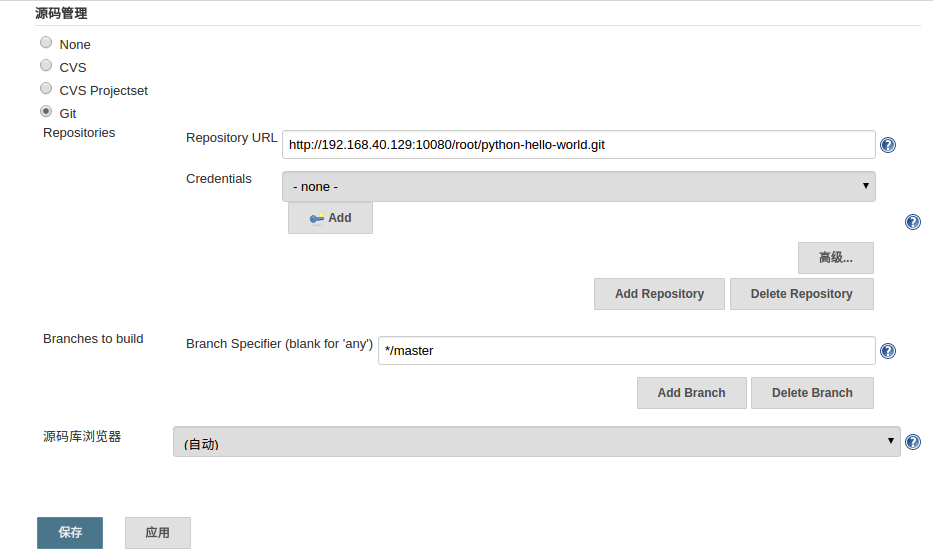 源码管理
None
CVS
CVS Projectset
Git
Repositories
Repository URL
http://192.168.40.129:10080/root/python-hello-world.git
Credentials
- none -
Add
高级...
Add Repository Delete Repository
Branches to build
Branch Specifier (blank for 'any')
*/master
Add Branch Delete Branch
源码库浏览器
(自动)
保存 应用